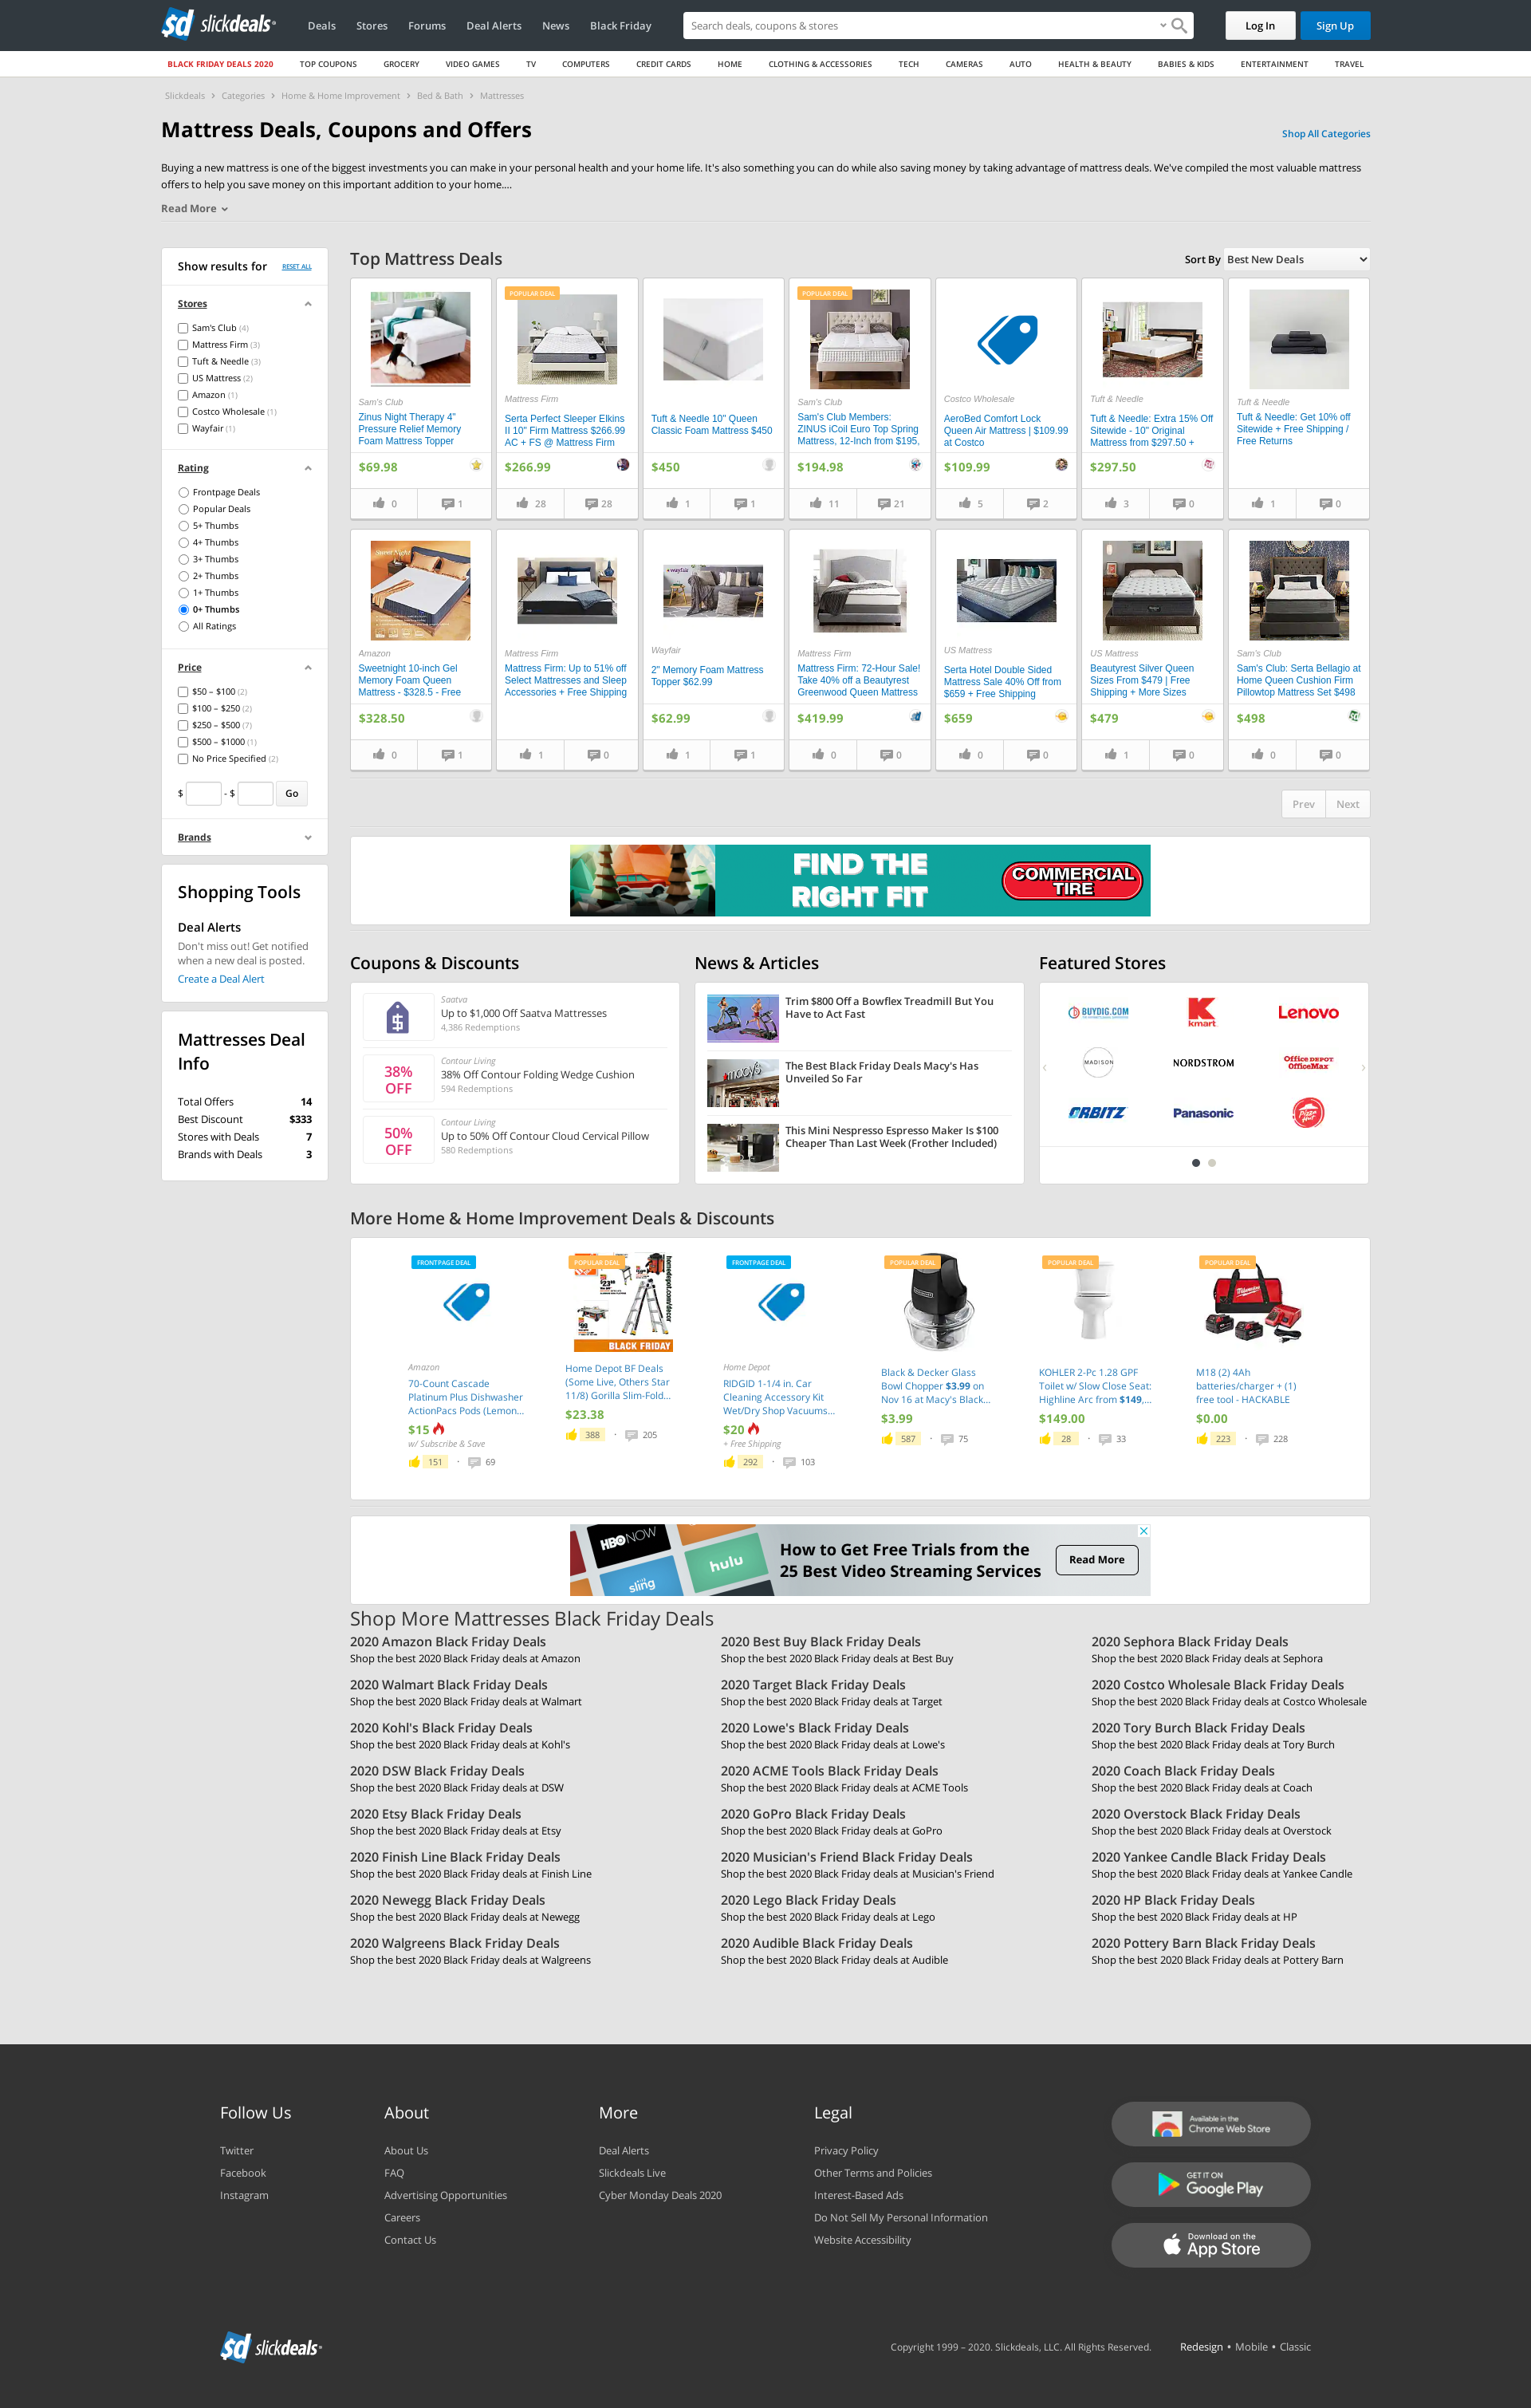 sd slickdeals
Deals
Stores
Forums
Deal Alerts
News
Black Friday
Search deals, coupons & stores
Log In
Sign Up
BLACK FRIDAY DEALS 2020
TOP COUPONS
GROCERY
VIDEO GAMES
TV
COMPUTERS
CREDIT CARDS
HOME
CLOTHING & ACCESSORIES
TECH
CAMERAS
AUTO
HEALTH & BEAUTY
BABIES & KIDS
ENTERTAINMENT
TRAVEL
Slickdeals > Categories > Home & Home Improvement > Bed & Bath > Mattresses
Mattress Deals, Coupons and Offers
Shop All Categories
Buying a new mattress is one of the biggest investments you can make in your personal health and your home life. It's also something you can do while also saving money by taking advantage of mattress deals. We've compiled the most valuable mattress
offers to help you save money on this important addition to your home....
Read More
Show results for
RESET ALL
Stores
Sam's Club (4)
Mattress Firm (3)
Tuft & Needle (3)
US Mattress (2)
Amazon (1)
Costco Wholesale (1)
Wayfair (1)
Rating
Frontpage Deals
Popular Deals
5+ Thumbs
4+ Thumbs
3+ Thumbs
2+ Thumbs
1+ Thumbs
0+ Thumbs
All Ratings
Price
$50 – $100 (2)
$100 – $250 (2)
$250 – $500 (7)
$500 – $1000 (1)
No Price Specified (2)
$ - $ Go
Brands
Shopping Tools
Deal Alerts
Don't miss out! Get notified
when a new deal is posted.
Create a Deal Alert
Mattresses Deal
Info
Total Offers 14
Best Discount $333
Stores with Deals 7
Brands with Deals 3
Top Mattress Deals
Sort By Best New Deals
Sam's Club
Zinus Night Therapy 4"
Pressure Relief Memory
Foam Mattress Topper
$69.98
0 1
POPULAR DEAL
Mattress Firm
Serta Perfect Sleeper Elkins
II 10" Firm Mattress $266.99
AC + FS @ Mattress Firm
$266.99
28 28
Tuft & Needle 10" Queen
Classic Foam Mattress $450
$450
1 1
POPULAR DEAL
Sam's Club
Sam's Club Members:
ZINUS iCoil Euro Top Spring
Mattress, 12-Inch from $195,
$194.98
11 21
Costco Wholesale
AeroBed Comfort Lock
Queen Air Mattress | $109.99
at Costco
$109.99
5 2
Tuft & Needle
Tuft & Needle: Extra 15% Off
Sitewide - 10" Original
Mattress from $297.50 +
$297.50
3 0
Tuft & Needle
Tuft & Needle: Get 10% off
Sitewide + Free Shipping /
Free Returns
1 0
Sweet Night
Amazon
Sweetnight 10-inch Gel
Memory Foam Queen
Mattress - $328.5 - Free
$328.50
0 1
Mattress Firm
Mattress Firm: Up to 51% off
Select Mattresses and Sleep
Accessories + Free Shipping
1 0
wayfair
Wayfair
2" Memory Foam Mattress
Topper $62.99
$62.99
1 1
Mattress Firm
Mattress Firm: 72-Hour Sale!
Take 40% off a Beautyrest
Greenwood Queen Mattress
$419.99
0 0
US Mattress
Serta Hotel Double Sided
Mattress Sale 40% Off from
$659 + Free Shipping
$659
0 0
US Mattress
Beautyrest Silver Queen
Sizes From $479 | Free
Shipping + More Sizes
$479
1 0
Sam's Club
Sam's Club: Serta Bellagio at
Home Queen Cushion Firm
Pillowtop Mattress Set $498
$498
0 0
Prev Next
FIND THE
RIGHT FIT
COMMERCIAL
TIRE
Coupons & Discounts
Saatva
Up to $1,000 Off Saatva Mattresses
4,386 Redemptions
38%
OFF
Contour Living
38% Off Contour Folding Wedge Cushion
594 Redemptions
50%
OFF
Contour Living
Up to 50% Off Contour Cloud Cervical Pillow
580 Redemptions
News & Articles
Trim $800 Off a Bowflex Treadmill But You
Have to Act Fast
macy's
The Best Black Friday Deals Macy's Has
Unveiled So Far
This Mini Nespresso Espresso Maker Is $100
Cheaper Than Last Week (Frother Included)
Featured Stores
BUYDIG.COM
kmart
Lenovo
MADISON
NORDSTROM
Office DEPOT
OfficeMax
ORBITZ
Panasonic
Pizza Hut
More Home & Home Improvement Deals & Discounts
FRONTPAGE DEAL
Amazon
70-Count Cascade
Platinum Plus Dishwasher
ActionPacs Pods (Lemon...
$15
w/ Subscribe & Save
151 · 69
POPULAR DEAL
homedepot.com/decor
BLACK FRIDAY
Home Depot BF Deals
(Some Live, Others Star
11/8) Gorilla Slim-Fold...
$23.38
388 · 205
FRONTPAGE DEAL
Home Depot
RIDGID 1-1/4 in. Car
Cleaning Accessory Kit
Wet/Dry Shop Vacuums...
$20
+ Free Shipping
292 · 103
POPULAR DEAL
Black & Decker Glass
Bowl Chopper $3.99 on
Nov 16 at Macy's Black...
$3.99
587 · 75
POPULAR DEAL
KOHLER 2-Pc 1.28 GPF
Toilet w/ Slow Close Seat:
Highline Arc from $149,...
$149.00
28 · 33
POPULAR DEAL
Milwaukee
M18 (2) 4Ah
batteries/charger + (1)
free tool - HACKABLE
$0.00
223 · 228
HBO NOW
hulu
sling
How to Get Free Trials from the
25 Best Video Streaming Services
Read More
Shop More Mattresses Black Friday Deals
2020 Amazon Black Friday Deals
Shop the best 2020 Black Friday deals at Amazon
2020 Best Buy Black Friday Deals
Shop the best 2020 Black Friday deals at Best Buy
2020 Sephora Black Friday Deals
Shop the best 2020 Black Friday deals at Sephora
2020 Walmart Black Friday Deals
Shop the best 2020 Black Friday deals at Walmart
2020 Target Black Friday Deals
Shop the best 2020 Black Friday deals at Target
2020 Costco Wholesale Black Friday Deals
Shop the best 2020 Black Friday deals at Costco Wholesale
2020 Kohl's Black Friday Deals
Shop the best 2020 Black Friday deals at Kohl's
2020 Lowe's Black Friday Deals
Shop the best 2020 Black Friday deals at Lowe's
2020 Tory Burch Black Friday Deals
Shop the best 2020 Black Friday deals at Tory Burch
2020 DSW Black Friday Deals
Shop the best 2020 Black Friday deals at DSW
2020 ACME Tools Black Friday Deals
Shop the best 2020 Black Friday deals at ACME Tools
2020 Coach Black Friday Deals
Shop the best 2020 Black Friday deals at Coach
2020 Etsy Black Friday Deals
Shop the best 2020 Black Friday deals at Etsy
2020 GoPro Black Friday Deals
Shop the best 2020 Black Friday deals at GoPro
2020 Overstock Black Friday Deals
Shop the best 2020 Black Friday deals at Overstock
2020 Finish Line Black Friday Deals
Shop the best 2020 Black Friday deals at Finish Line
2020 Musician's Friend Black Friday Deals
Shop the best 2020 Black Friday deals at Musician's Friend
2020 Yankee Candle Black Friday Deals
Shop the best 2020 Black Friday deals at Yankee Candle
2020 Newegg Black Friday Deals
Shop the best 2020 Black Friday deals at Newegg
2020 Lego Black Friday Deals
Shop the best 2020 Black Friday deals at Lego
2020 HP Black Friday Deals
Shop the best 2020 Black Friday deals at HP
2020 Walgreens Black Friday Deals
Shop the best 2020 Black Friday deals at Walgreens
2020 Audible Black Friday Deals
Shop the best 2020 Black Friday deals at Audible
2020 Pottery Barn Black Friday Deals
Shop the best 2020 Black Friday deals at Pottery Barn
Follow Us
Twitter
Facebook
Instagram
About
About Us
FAQ
Advertising Opportunities
Careers
Contact Us
More
Deal Alerts
Slickdeals Live
Cyber Monday Deals 2020
Legal
Privacy Policy
Other Terms and Policies
Interest-Based Ads
Do Not Sell My Personal Information
Website Accessibility
Available in the
Chrome Web Store
GET IT ON
Google Play
Download on the
App Store
sd slickdeals
Copyright 1999 – 2020. Slickdeals, LLC. All Rights Reserved.
Redesign • Mobile • Classic